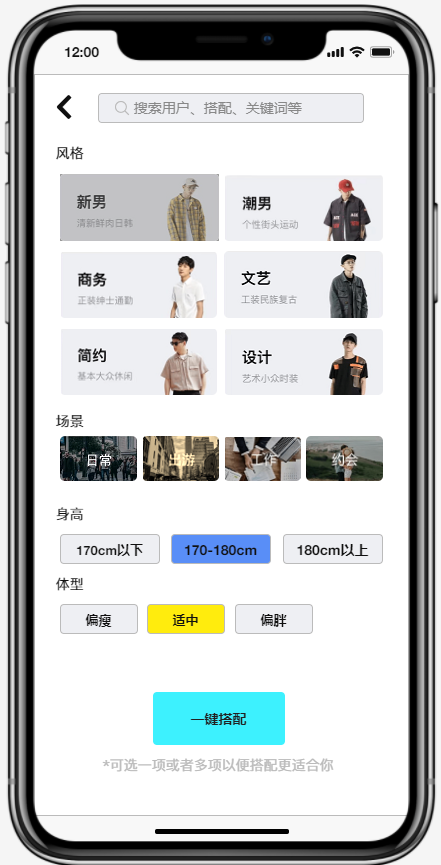 12:00
搜索用户、搭配、关键词等
风格
新男
清新鲜肉日韩
潮男
个性街头运动
商务
正装绅士通勤
文艺
工装民族复古
简约
基本大众休闲
设计
艺术小众时装
场景
日常 出游 工作 约会
身高
170cm以下 170-180cm 180cm以上
体型
偏瘦 适中 偏胖
一键搭配
*可选一项或者多项以便搭配更适合你